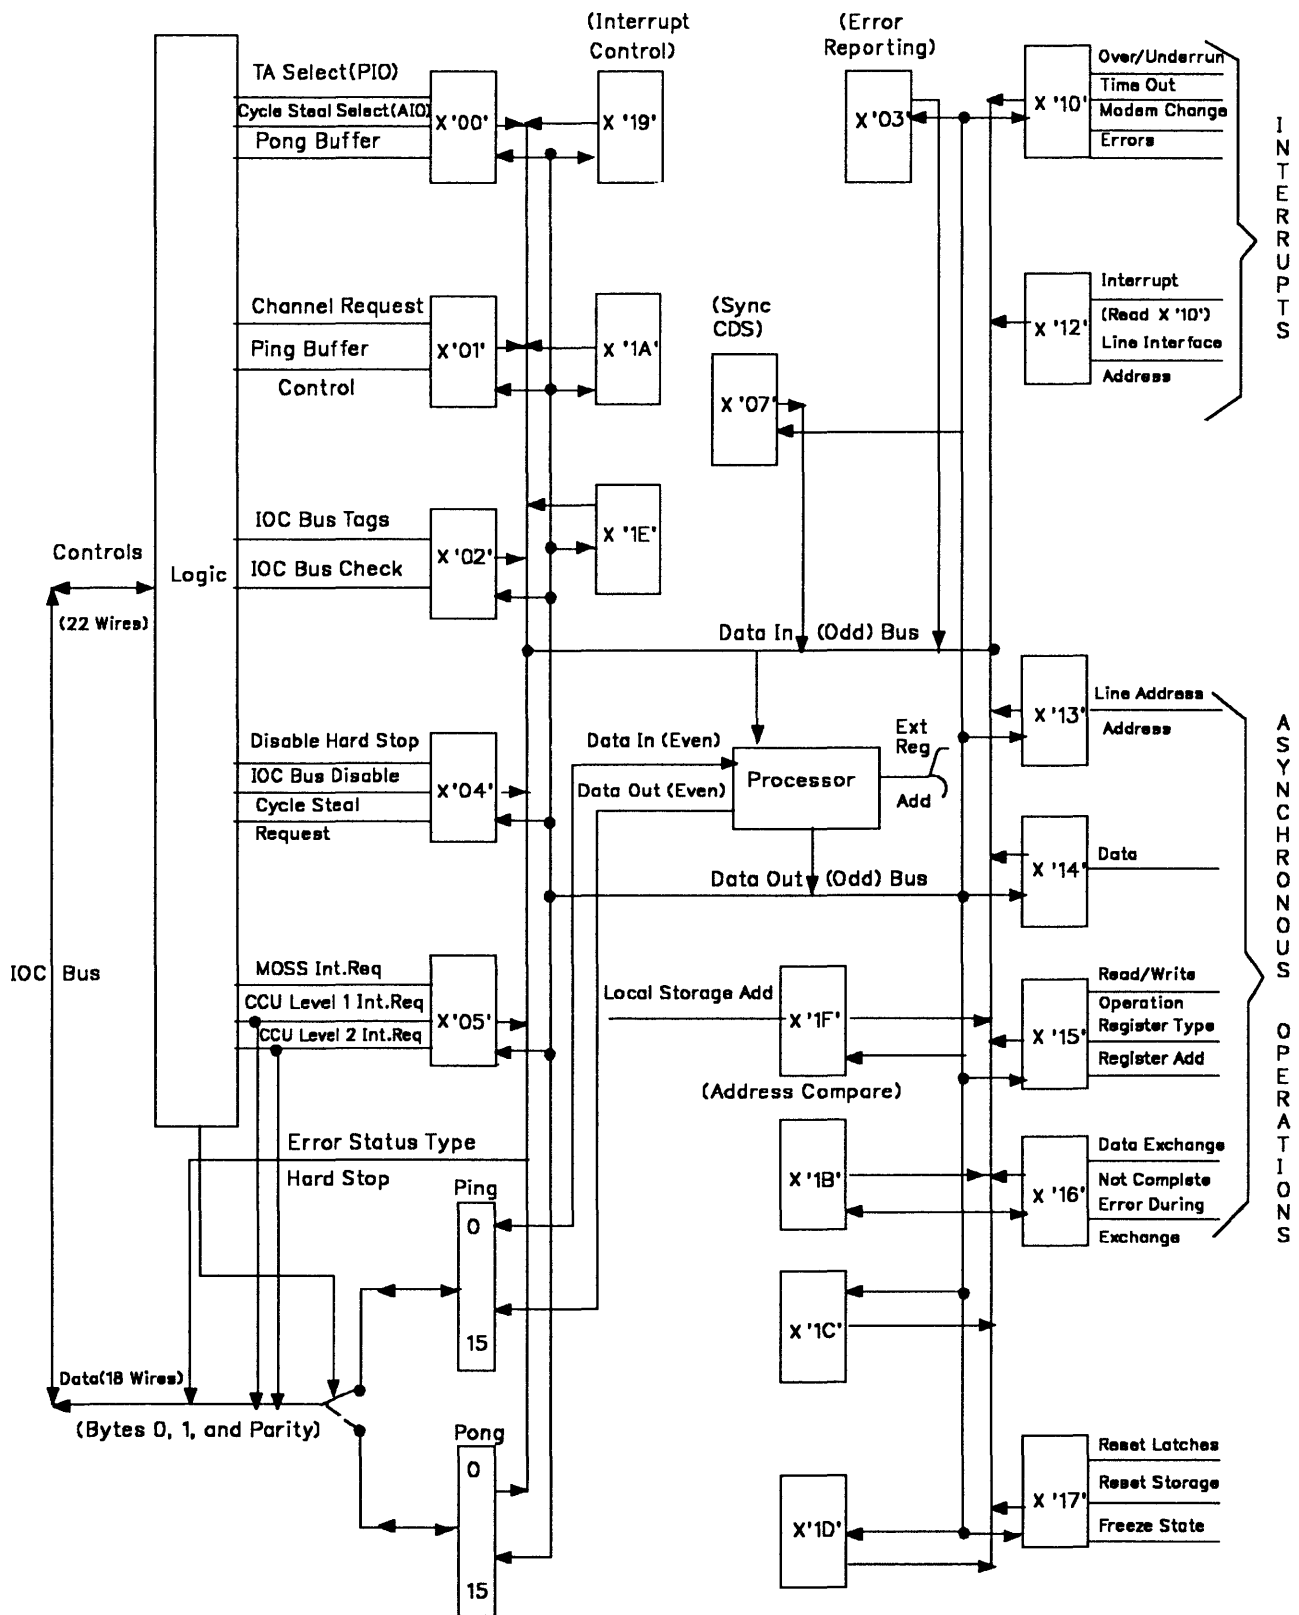 (Interrupt
Control)
(Error
Reporting)
TA Select(PIO)
Cycle Steal Select(AIO)
Pong Buffer
X '00'
X '19'
X '03'
X '10'
Over/Underrun
Time Out
Modem Change
Errors
INTERRUPTS
Channel Request
Ping Buffer
Control
X '01'
X '1A'
(Sync
CDS)
X '07'
X '12'
Interrupt
(Read X '10')
Line Interface
Address
IOC Bus Tags
IOC Bus Check
X '02'
X '1E'
Controls
(22 Wires)
Logic
Data In (Odd) Bus
X '13'
Line Address
Address
Disable Hard Stop
IOC Bus Disable
Cycle Steal
Request
X '04'
Data In (Even)
Data Out (Even)
Processor
Ext
Reg
Add
X '14'
Data
Data Out (Odd) Bus
ASYNCHRONOUS OPERATIONS
IOC Bus
MOSS Int.Req
CCU Level 1 Int.Req
CCU Level 2 Int.Req
X '05'
Local Storage Add
X '1F'
(Address Compare)
X '15'
Read/Write
Operation
Register Type
Register Add
Error Status Type
Hard Stop
X '1B'
X '16'
Data Exchange
Not Complete
Error During
Exchange
Ping
0
15
X '1C'
Data(18 Wires)
(Bytes 0, 1, and Parity)
Pong
0
15
X '1D'
X '17'
Reset Latches
Reset Storage
Freeze State